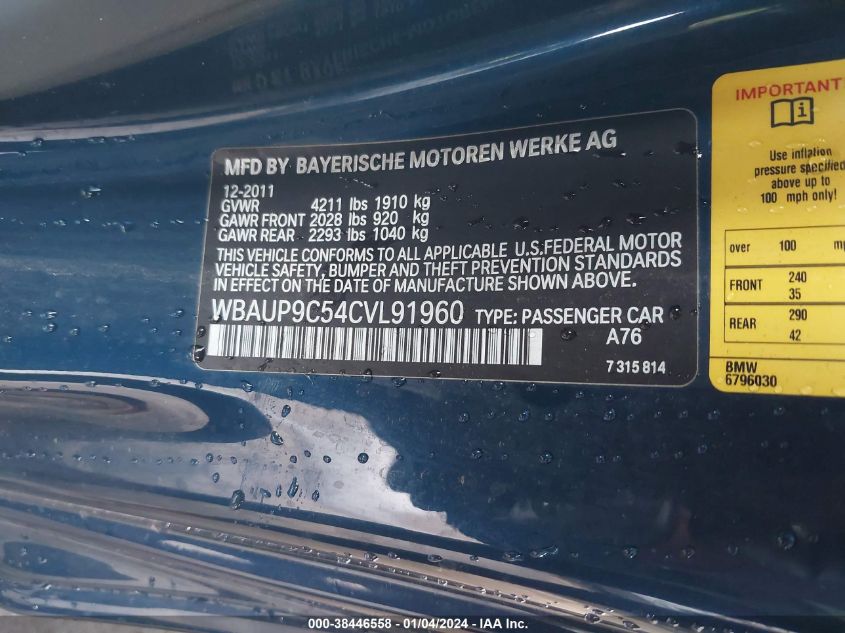 MFD BY BAYERISCHE MOTOREN WERKE AG
12-2011
GVWR 4211 lbs 1910 kg
GAWR FRONT 2028 lbs 920 kg
GAWR REAR 2293 lbs 1040 kg
THIS VEHICLE CONFORMS TO ALL APPLICABLE U.S.FEDERAL MOTOR
VEHICLE SAFETY, BUMPER AND THEFT PREVENTION STANDARDS
IN EFFECT ON THE DATE OF MANUFACTURE SHOWN ABOVE.
WBAUP9C54CVL91960 TYPE: PASSENGER CAR
A76
7 315 814
IMPORTANT
Use inflation
pressure specified
above up to
100 mph only!
over 100
FRONT 240
35
REAR 290
42
BMW
6796030
000-38446558 - 01/04/2024 - IAA Inc.